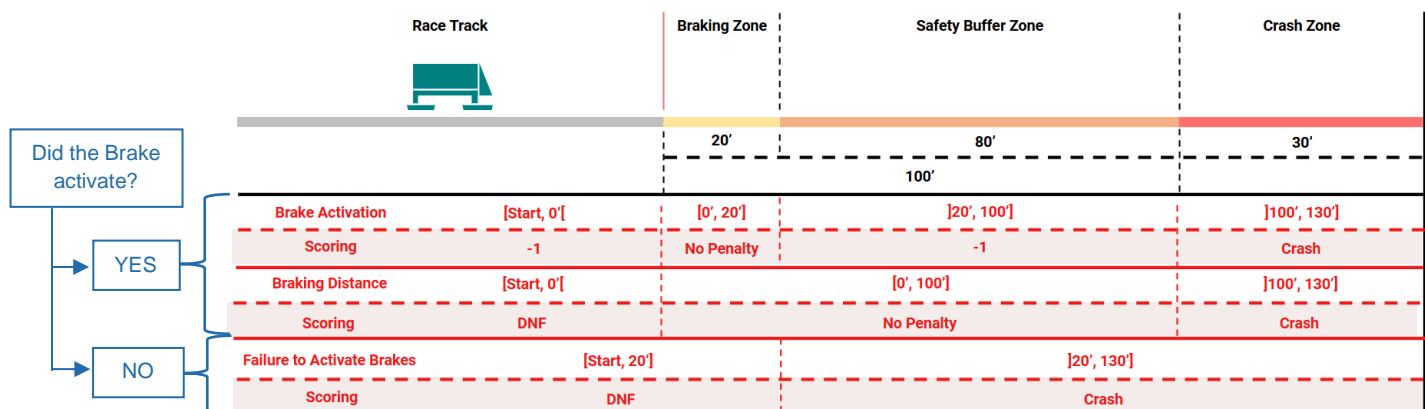 Race Track Braking Zone Safety Buffer Zone Crash Zone
20’ 80’ 30’
100’
Did the Brake
activate?
YES
NO
Brake Activation [Start, 0’[ [0’, 20’] ]20’, 100’] ]100’, 130’]
Scoring -1 No Penalty -1 Crash
Braking Distance [Start, 0’[ [0’, 100’] ]100’, 130’]
Scoring DNF No Penalty Crash
Failure to Activate Brakes [Start, 20’] ]20’, 130’]
Scoring DNF Crash